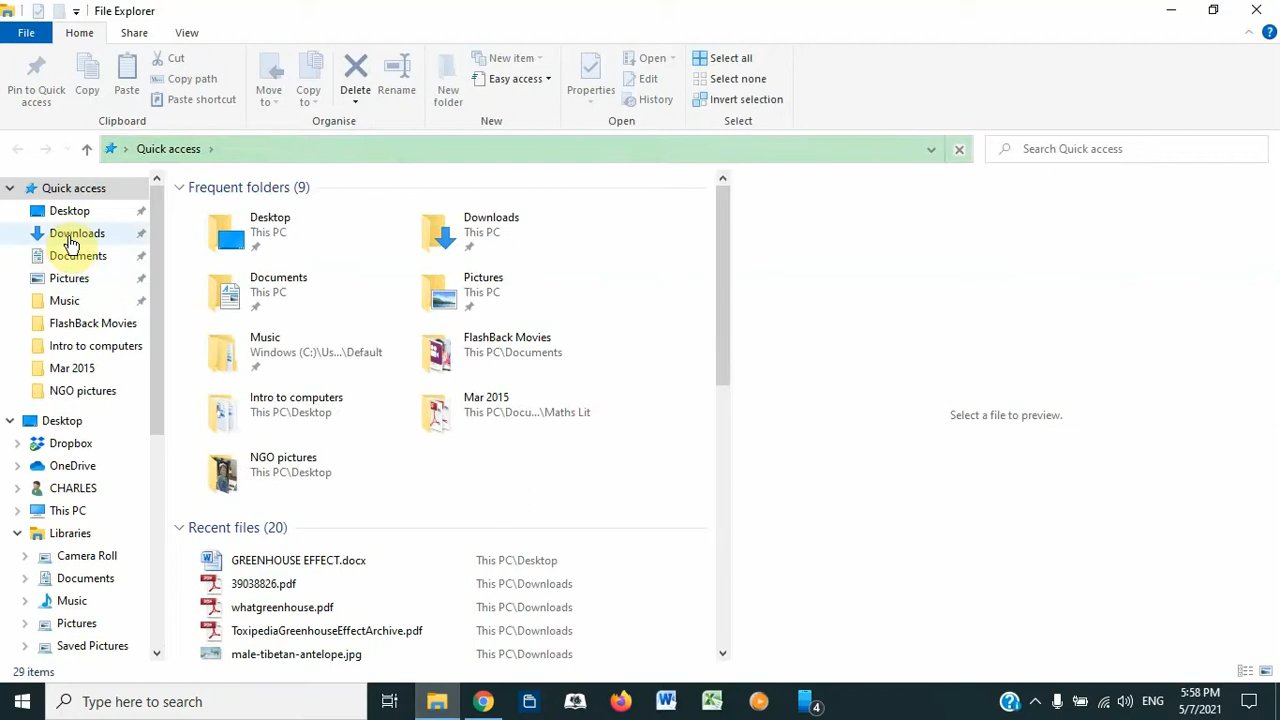 File Explorer
File Home Share View
Pin to Quick access
Copy
Paste
Cut
Copy path
Paste shortcut
Clipboard
Move to
Copy to
Delete
Rename
Organise
New folder
New item
Easy access
New
Properties
Open
Edit
History
Open
Select all
Select none
Invert selection
Select
Quick access
Search Quick access
Quick access
Desktop
Downloads
Documents
Pictures
Music
FlashBack Movies
Intro to computers
Mar 2015
NGO pictures
Desktop
Dropbox
OneDrive
CHARLES
This PC
Libraries
Camera Roll
Documents
Music
Pictures
Saved Pictures
Frequent folders (9)
Desktop
This PC
Downloads
This PC
Documents
This PC
Pictures
This PC
Music
Windows (C:)\Us...\Default
FlashBack Movies
This PC\Documents
Intro to computers
This PC\Desktop
Mar 2015
This PC\Docu...\Maths Lit
NGO pictures
This PC\Desktop
Recent files (20)
GREENHOUSE EFFECT.docx This PC\Desktop
39038826.pdf This PC\Downloads
whatgreenhouse.pdf This PC\Downloads
ToxipediaGreenhouseEffectArchive.pdf This PC\Downloads
male-tibetan-antelope.jpg This PC\Downloads
Select a file to preview.
29 items
Type here to search
4
ENG
5:58 PM
5/7/2021